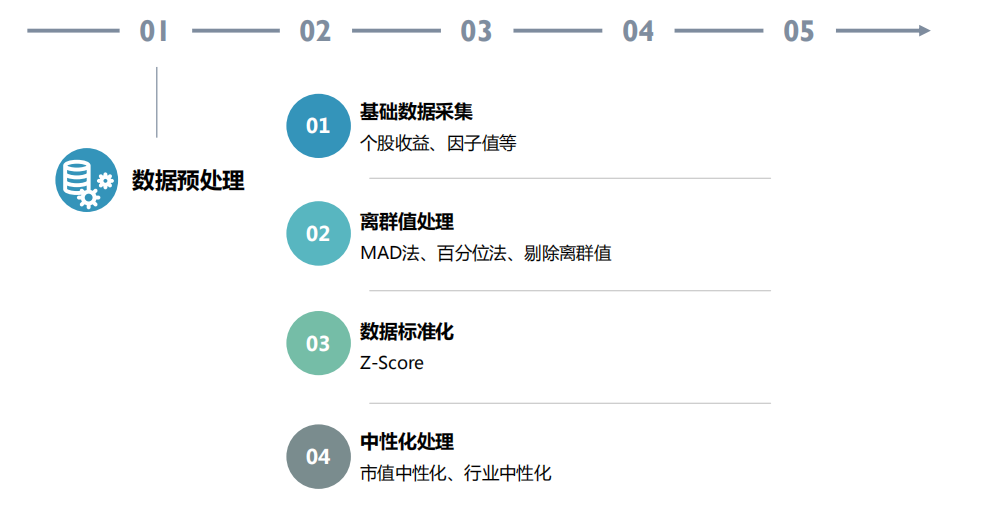 01 02 03 04 05
数据预处理
01
基础数据采集
个股收益、因子值等
02
离群值处理
MAD法、百分位法、剔除离群值
03
数据标准化
Z-Score
04
中性化处理
市值中性化、行业中性化